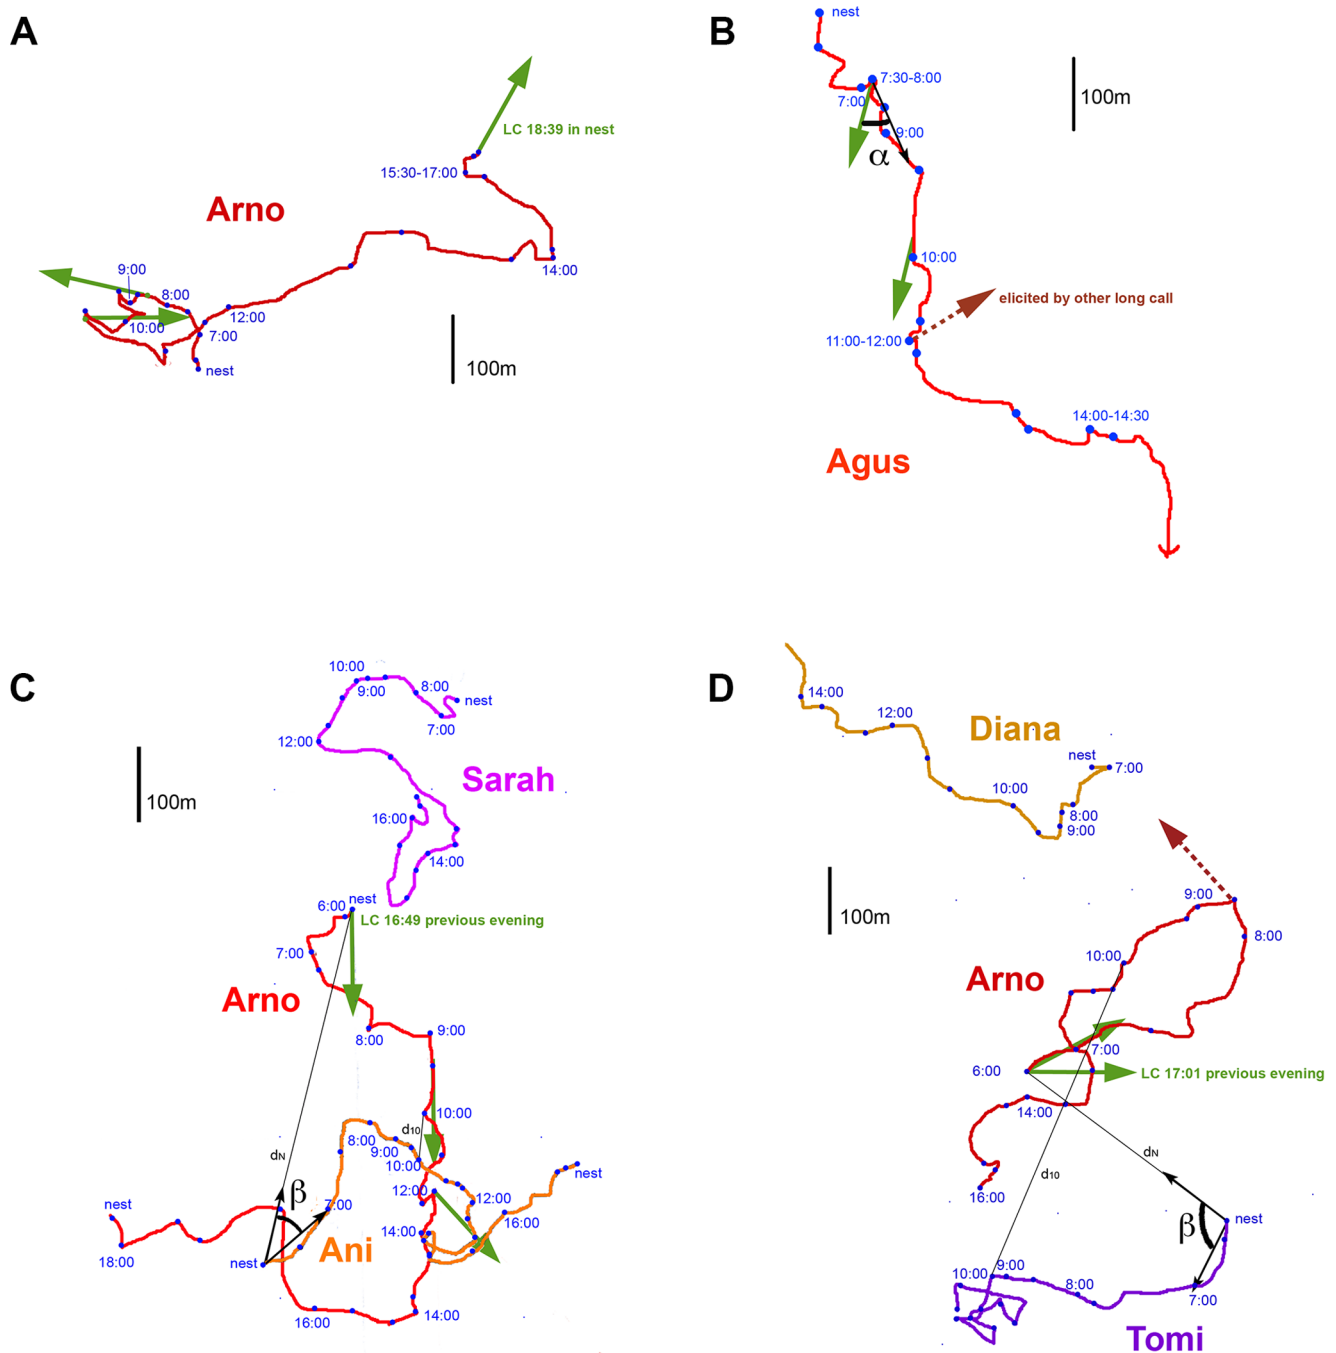 A
LC 18:39 in nest
15:30-17:00
Arno
14:00
9:00
8:00
12:00
10:00
7:00
nest
100m
B
nest
7:30-8:00
7:00
100m
9:00
α
10:00
elicited by other long call
11:00-12:00
14:00-14:30
Agus
C
10:00
9:00
8:00
nest
7:00
12:00
Sarah
100m
16:00
14:00
nest
6:00
LC 16:49 previous evening
7:00
Arno
8:00
9:00
10:00
d10
8:00
9:00
10:00
dN
β
7:00
12:00
12:00
nest
16:00
nest
14:00
Ani
18:00
nest
16:00
14:00
D
14:00
12:00
Diana
nest
7:00
10:00
8:00
9:00
100m
9:00
8:00
10:00
Arno
7:00
6:00
LC 17:01 previous evening
14:00
dN
d10
16:00
nest
β
10:00
9:00
8:00
7:00
Tomi